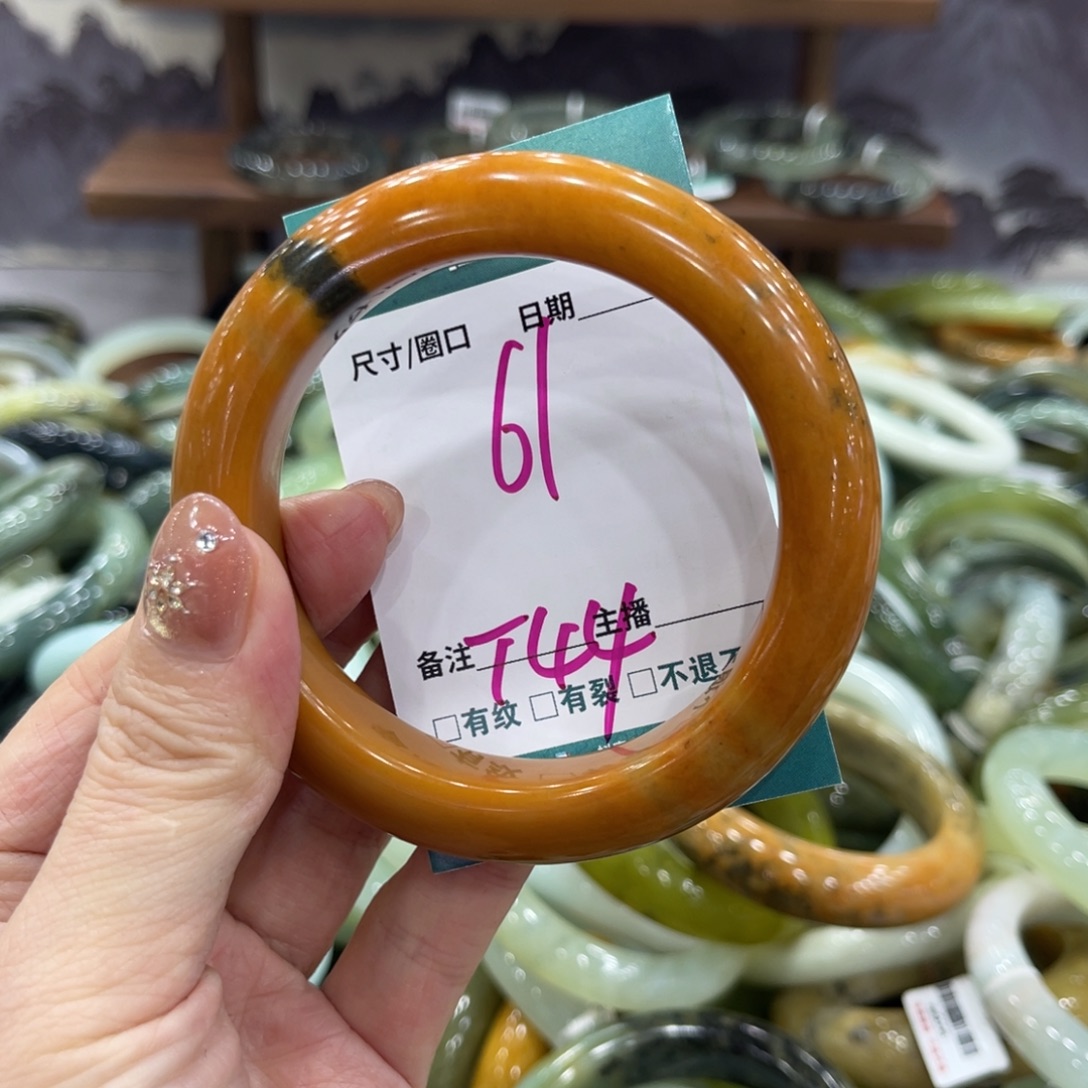 日期
尺寸/圈口
61
主播
备注 T44
□有纹 □有裂 □不退